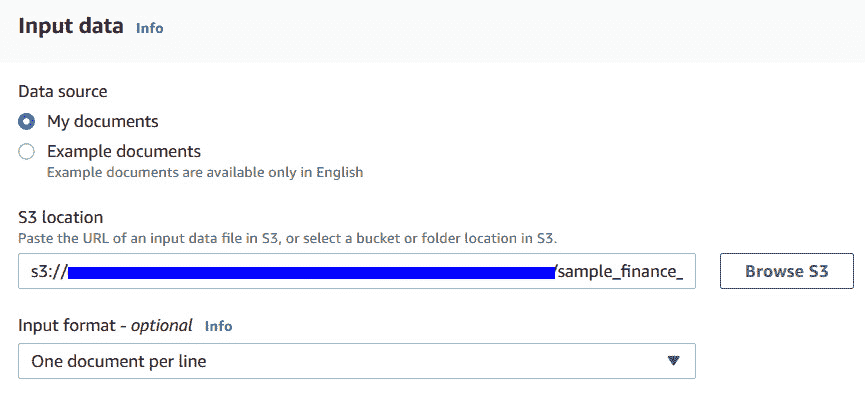 Input data Info
Data source
My documents
Example documents
Example documents are available only in English
S3 location
Paste the URL of an input data file in S3, or select a bucket or folder location in S3.
s3:// /sample_finance_ Browse S3
Input format - optional Info
One document per line